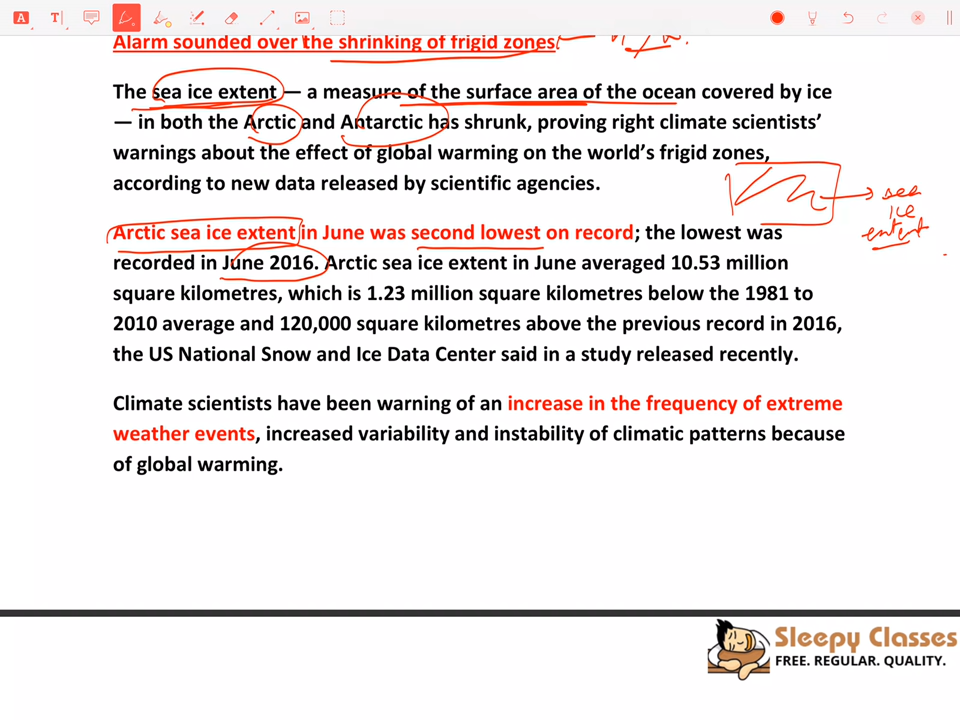 A T
Alarm sounded over the shrinking of frigid zones.
The sea ice extent — a measure of the surface area of the ocean covered by ice
— in both the Arctic and Antarctic has shrunk, proving right climate scientists’
warnings about the effect of global warming on the world’s frigid zones,
according to new data released by scientific agencies.
sea
ice
extent
Arctic sea ice extent in June was second lowest on record; the lowest was
recorded in June 2016. Arctic sea ice extent in June averaged 10.53 million
square kilometres, which is 1.23 million square kilometres below the 1981 to
2010 average and 120,000 square kilometres above the previous record in 2016,
the US National Snow and Ice Data Center said in a study released recently.
Climate scientists have been warning of an increase in the frequency of extreme
weather events, increased variability and instability of climatic patterns because
of global warming.
Sleepy Classes
FREE. REGULAR. QUALITY.